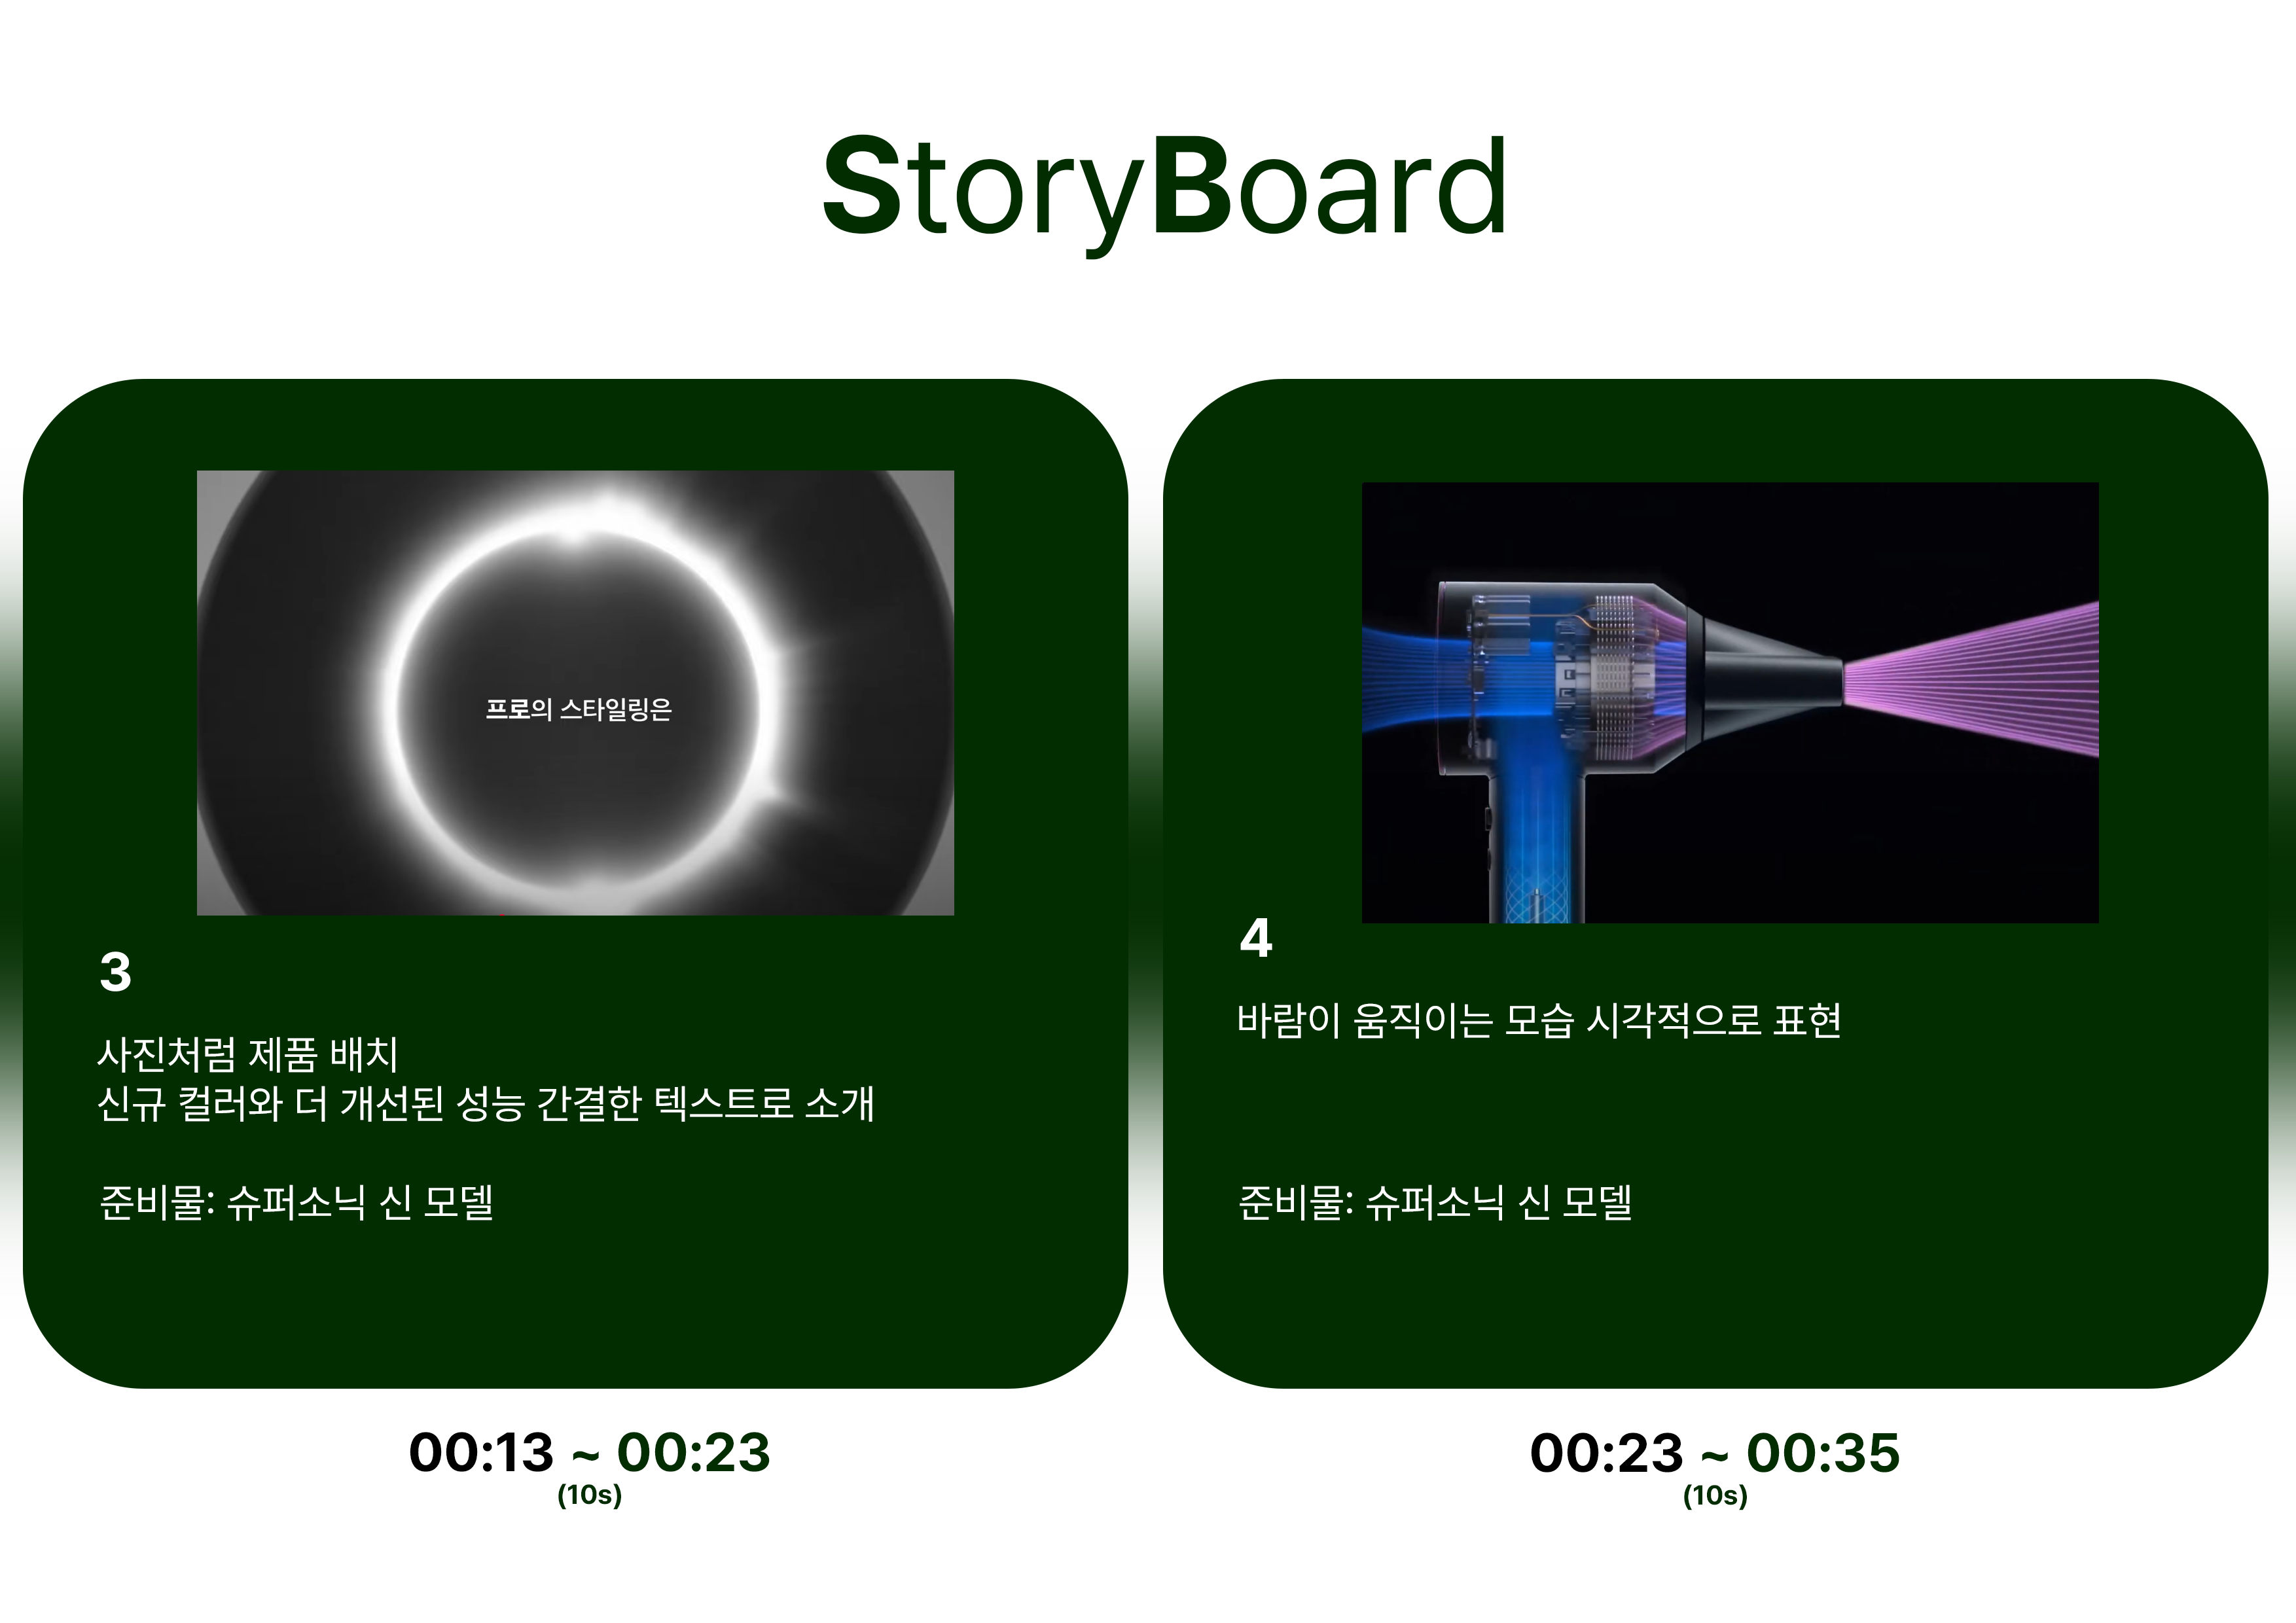 StoryBoard
프로의 스타일링은
3
사진처럼 제품 배치
신규 컬러와 더 개선된 성능 간결한 텍스트로 소개
준비물: 슈퍼소닉 신 모델
00:13 ~ 00:23
(10s)
4
바람이 움직이는 모습 시각적으로 표현
준비물: 슈퍼소닉 신 모델
00:23 ~ 00:35
(10s)